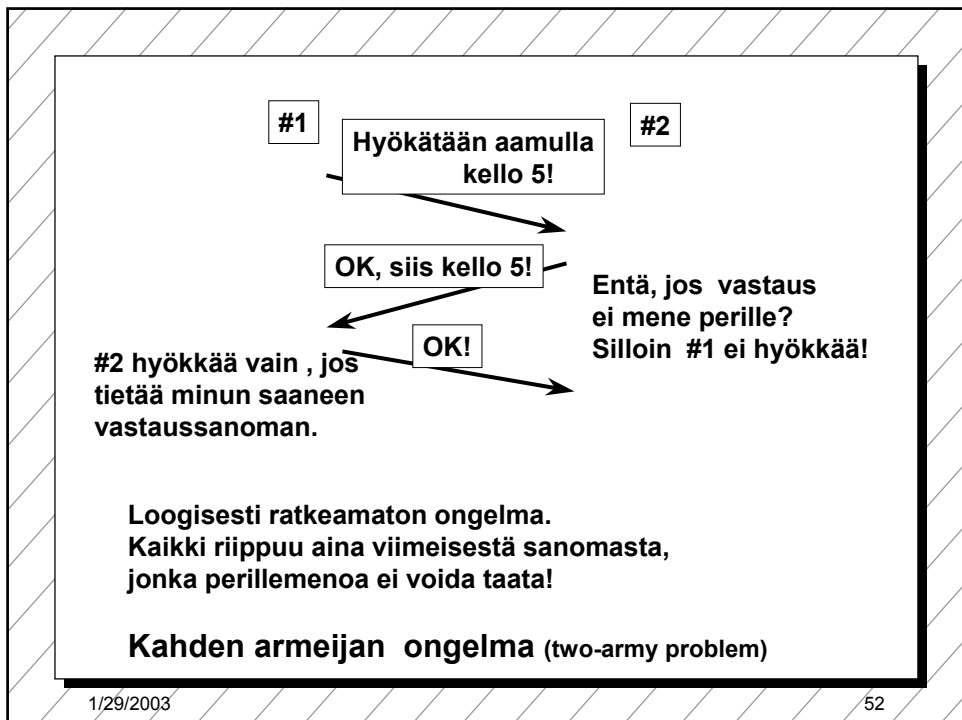 #1
Hyökätään aamulla
kello 5!
#2
OK, siis kello 5!
Entä, jos vastaus
ei mene perille?
Silloin #1 ei hyökkää!
OK!
#2 hyökkää vain , jos
tietää minun saaneen
vastaussanoman.
Loogisesti ratkeamaton ongelma.
Kaikki riippuu aina viimeisestä sanomasta,
jonka perillemenoa ei voida taata!
Kahden armeijan ongelma (two-army problem)
1/29/2003
52